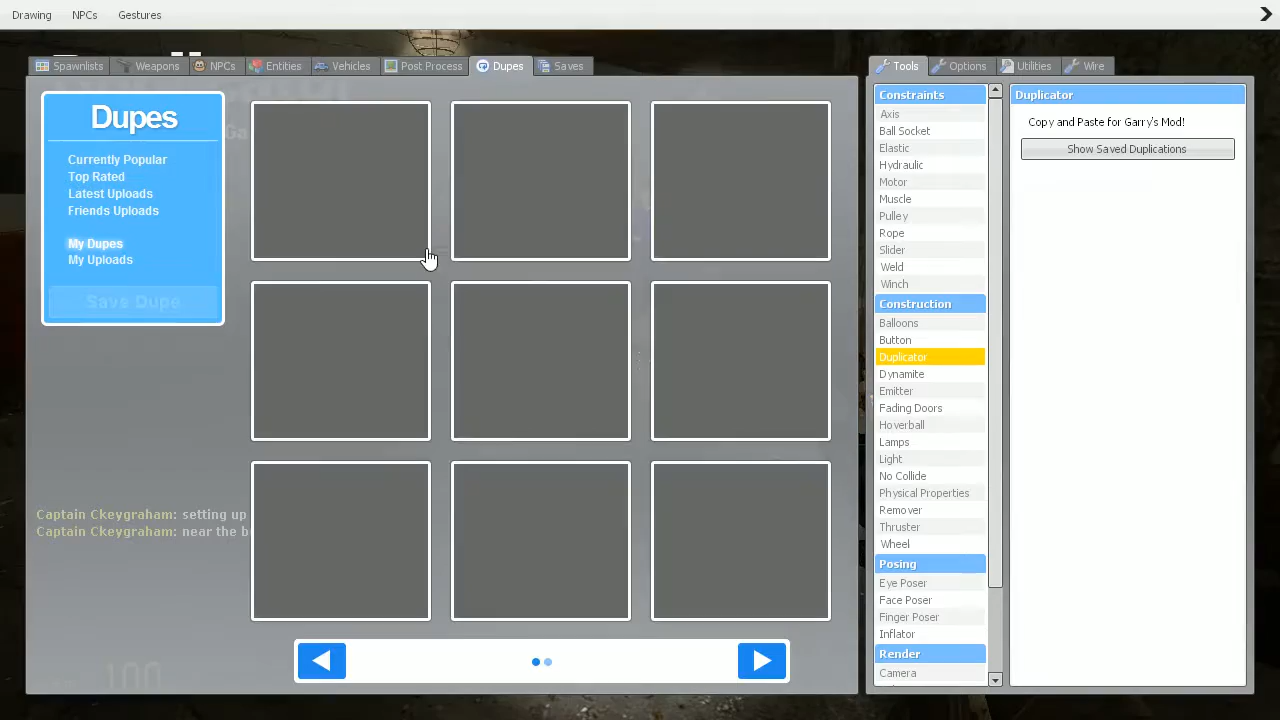 Drawing NPCs Gestures
Spawnlists Weapons NPCs Entities Vehicles Post Process Dupes Saves
Tools Options Utilities Wire
Dupes
Currently Popular
Top Rated
Latest Uploads
Friends Uploads
My Dupes
My Uploads
Save Dupe
Captain Ckeygraham: setting up
Captain Ckeygraham: near the b
100
Constraints
Axis
Ball Socket
Elastic
Hydraulic
Motor
Muscle
Pulley
Rope
Slider
Weld
Winch
Construction
Balloons
Button
Duplicator
Dynamite
Emitter
Fading Doors
Hoverball
Lamps
Light
No Collide
Physical Properties
Remover
Thruster
Wheel
Posing
Eye Poser
Face Poser
Finger Poser
Inflator
Render
Camera
Duplicator
Copy and Paste for Garry's Mod!
Show Saved Duplications